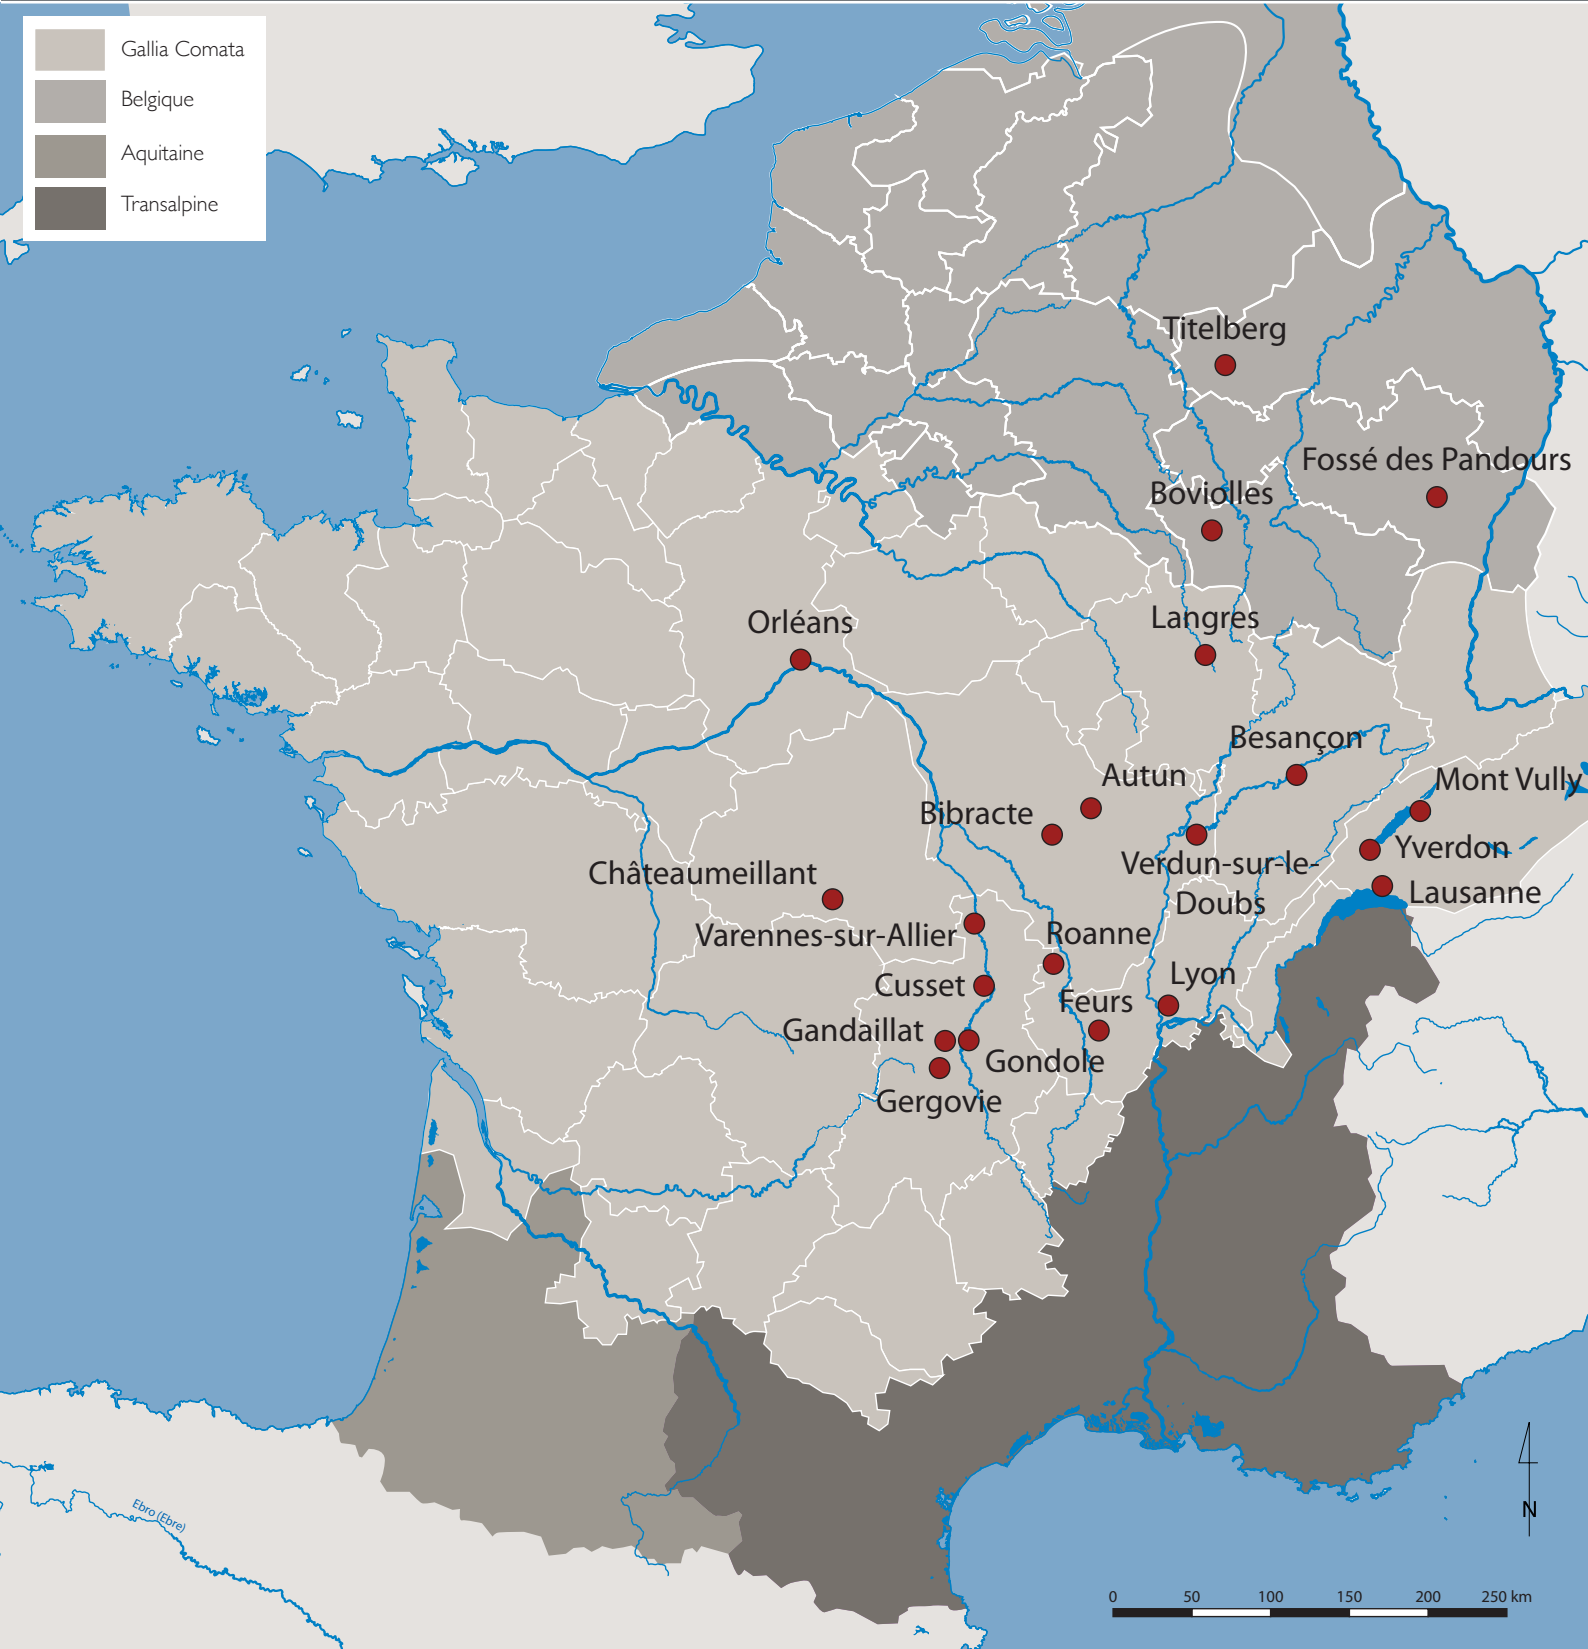 Gallia Comata
Belgique
Aquitaine
Transalpine
Titelberg
Fossé des Pandours
Boviolles
Langres
Orléans
Besançon
Autun
Mont Vully
Bibracte
Yverdon
Verdun-sur-le-
Doubs
Châteaumeillant
Lausanne
Varennes-sur-Allier
Roanne
Cusset
Lyon
Feurs
Gandaillat
Gondole
Gergovie
Ebro (Ebre)
N
0 50 100 150 200 250 km